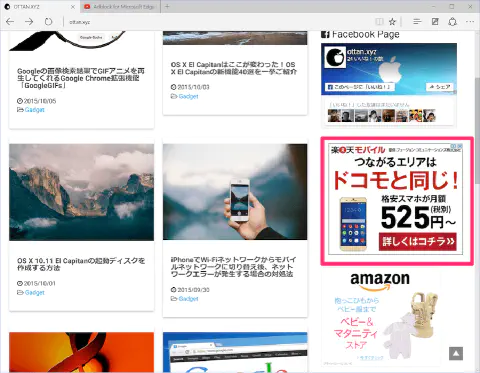 OTTAN.XYZ
Adblock for Microsoft Edge
ottan.xyz
Googleの画像検索結果でGIFアニメを再
生してくれるGoogle Chrome拡張機能
「GoogleGIFs」
2015/10/05
Gadget
OS X El Capitanはここが変わった！OS
X El Capitanの新機能40選を一挙ご紹介
2015/10/03
Gadget
Facebook Page
ottan.xyz
このページに「いいね！」
シェア
楽天モバイル
つながるエリアは
ドコモと同じ！
格安スマホが月額
525円～
(税別)
詳しくはコチラ
OS X 10.11 El Capitanの起動ディスクを
作成する方法
2015/10/01
Gadget
iPhoneでWi-Fiネットワークからモバ
イルネットワークに切り替え後、ネット
ワークエラーが発生する場合の対処法
2015/09/30
Gadget
amazon
抱っこひもから
ベビー服まで
ベビー&
マタニティ
ストア
Google